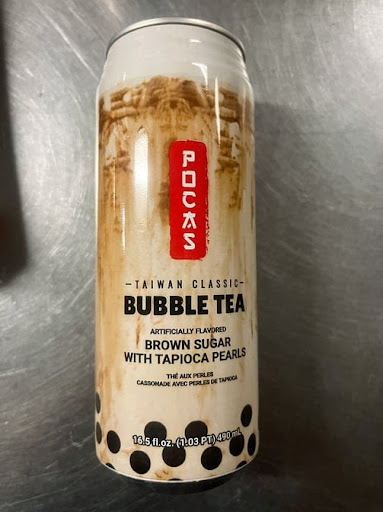 POCAS
TAIWAN CLASSIC
BUBBLE TEA
ARTIFICIALLY FLAVORED
BROWN SUGAR
WITH TAPIOCA PEARLS
THÉ AUX PERLES
CASSONADE AVEC PERLES DE TAPIOCA
16.5 fl.oz. (1.03 PT) 490 mL